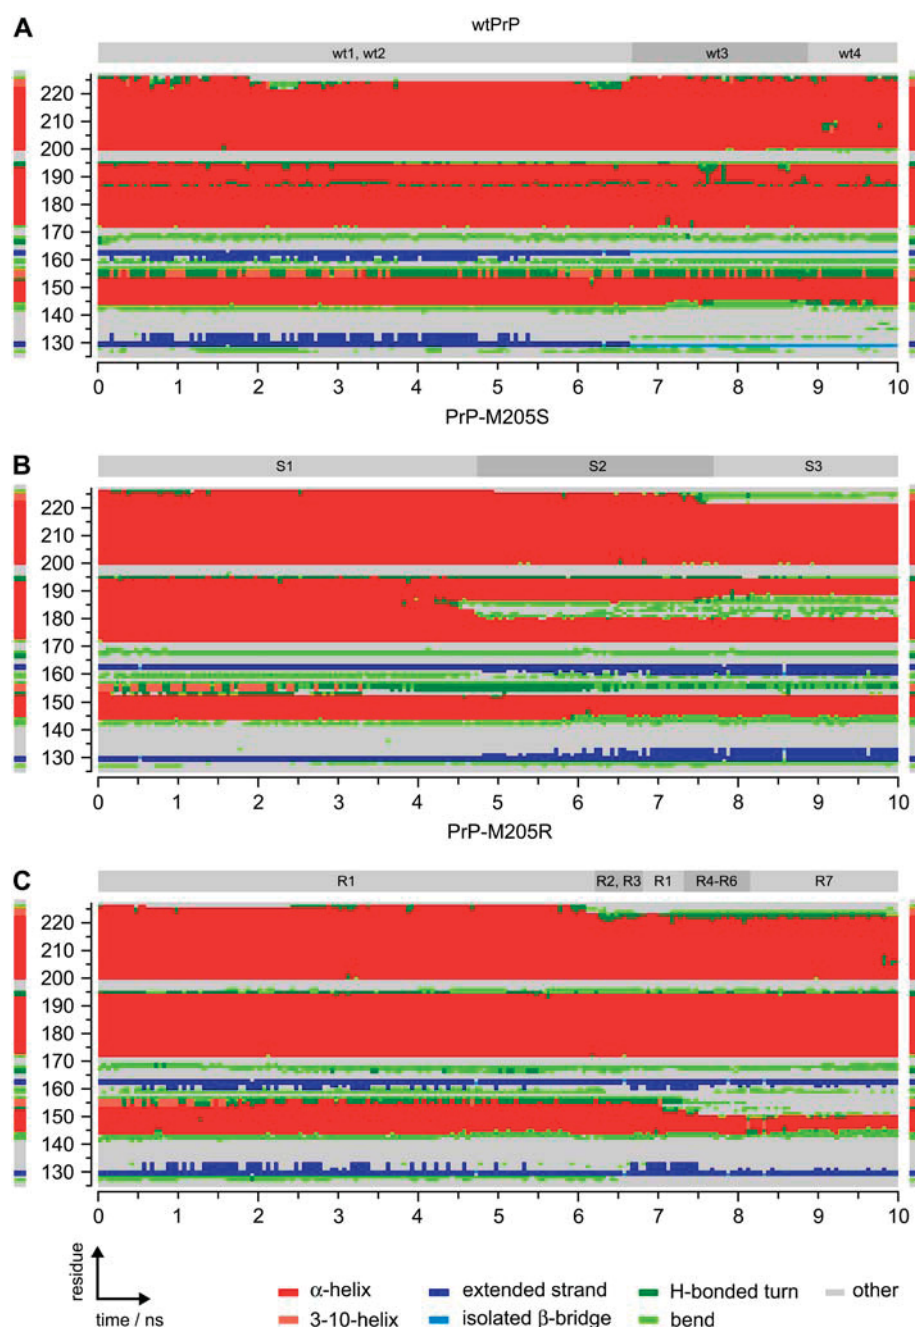 A
wtPrP
wt1, wt2 wt3 wt4
220
210
200
190
180
170
160
150
140
130
0 1 2 3 4 5 6 7 8 9 10
PrP-M205S
B
S1 S2 S3
220
210
200
190
180
170
160
150
140
130
0 1 2 3 4 5 6 7 8 9 10
PrP-M205R
C
R1 R2, R3 R1 R4-R6 R7
220
210
200
190
180
170
160
150
140
130
0 1 2 3 4 5 6 7 8 9 10
residue
time / ns
α-helix extended strand H-bonded turn other
3-10-helix isolated β-bridge bend